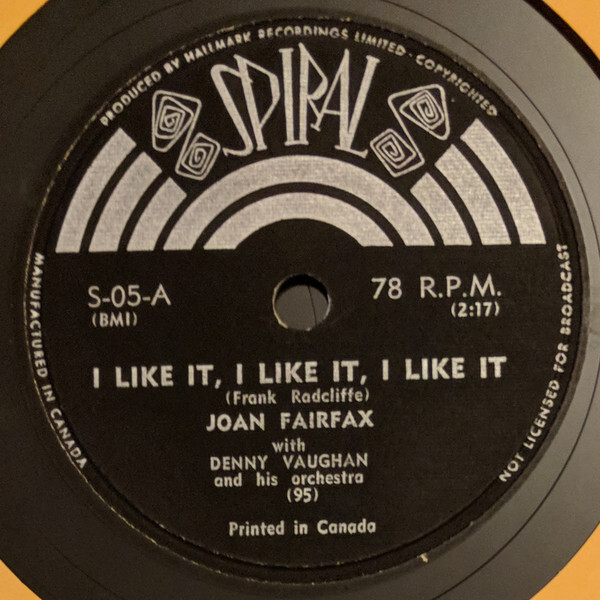 PRODUCED BY HALLMARK RECORDINGS LIMITED · COPYRIGHTED
SPIRAL
S-05-A
(BMI)
78 R.P.M.
(2:17)
I LIKE IT, I LIKE IT, I LIKE IT
(Frank Radcliffe)
JOAN FAIRFAX
with
DENNY VAUGHAN
and his orchestra
(95)
Printed in Canada
MANUFACTURED IN CANADA
NOT LICENSED FOR BROADCAST